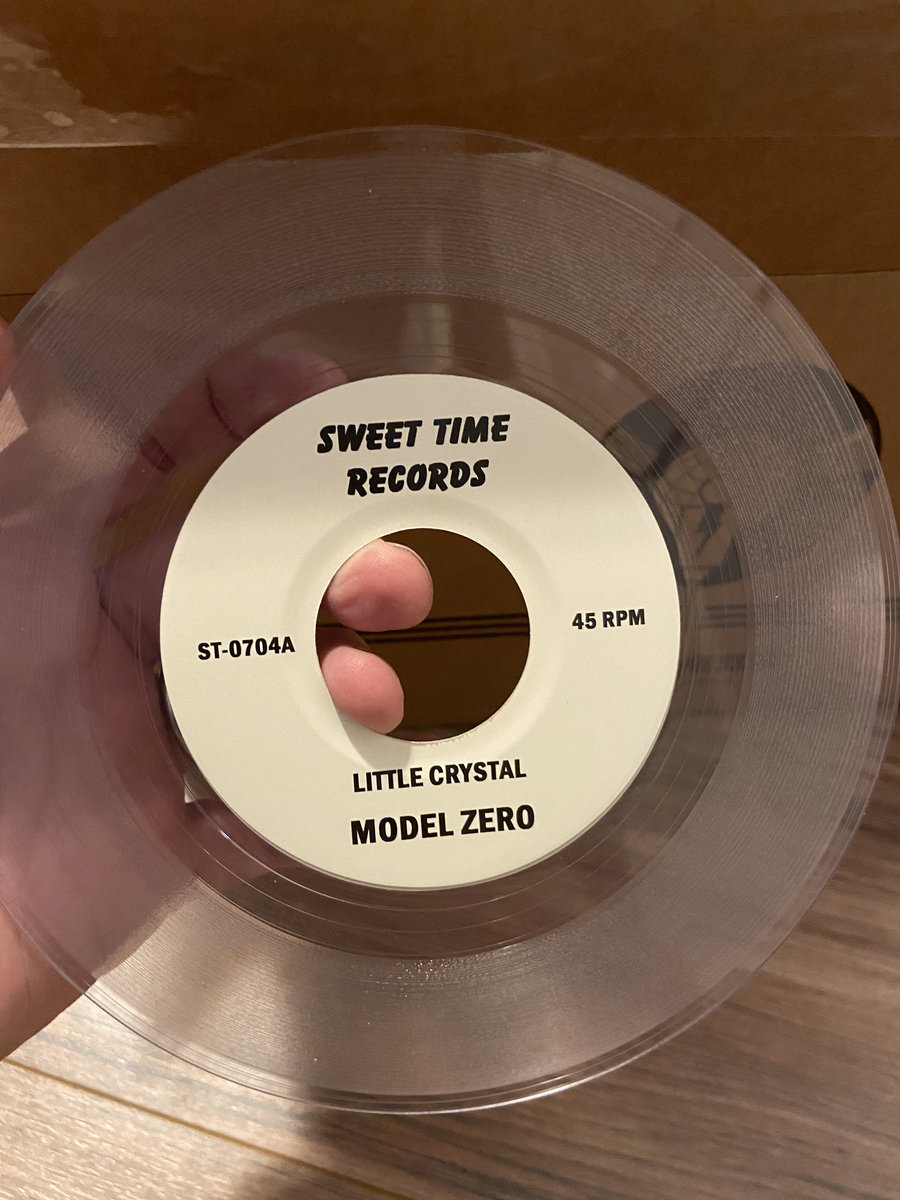 SWEET TIME
RECORDS
ST-0704A
45 RPM
LITTLE CRYSTAL
MODEL ZERO